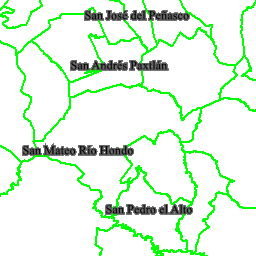 San José del Peñasco
San Andrés Paxtlán
San Mateo Río Hondo
San Pedro el Alto